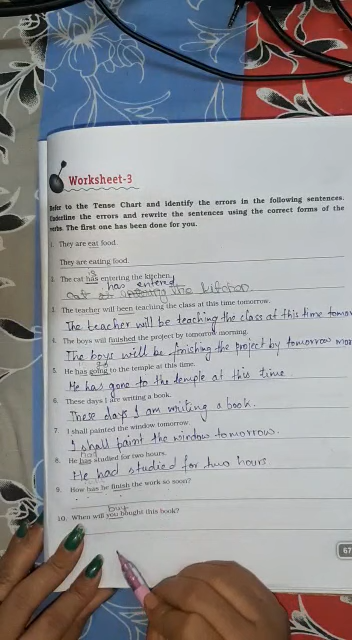 Worksheet-3
Refer to the Tense Chart and identify the errors in the following sentences.
Underline the errors and rewrite the sentences using the correct forms of the
verbs. The first one has been done for you.
1. They are eat food.
They are eating food.
is
2. The cat has entering the kitchen.
has entered
cat the kitchen
3. The teacher will been teaching the class at this time tomorrow.
The teacher will be teaching the class at this time tomor
4. The boys will finished the project by tomorrow morning.
The boys will be finishing the project by tomorrow mor
5. He has going to the temple at this time.
He has gone to the temple at this time.
6. These days I are writing a book.
These days I am writing a book.
7. I shall painted the window tomorrow.
I shall paint the window tomorrow.
had
8. He has studied for two hours.
He had studied for two hours
9. How has he finish the work so soon?
buy
10. When will you bought this book?
67